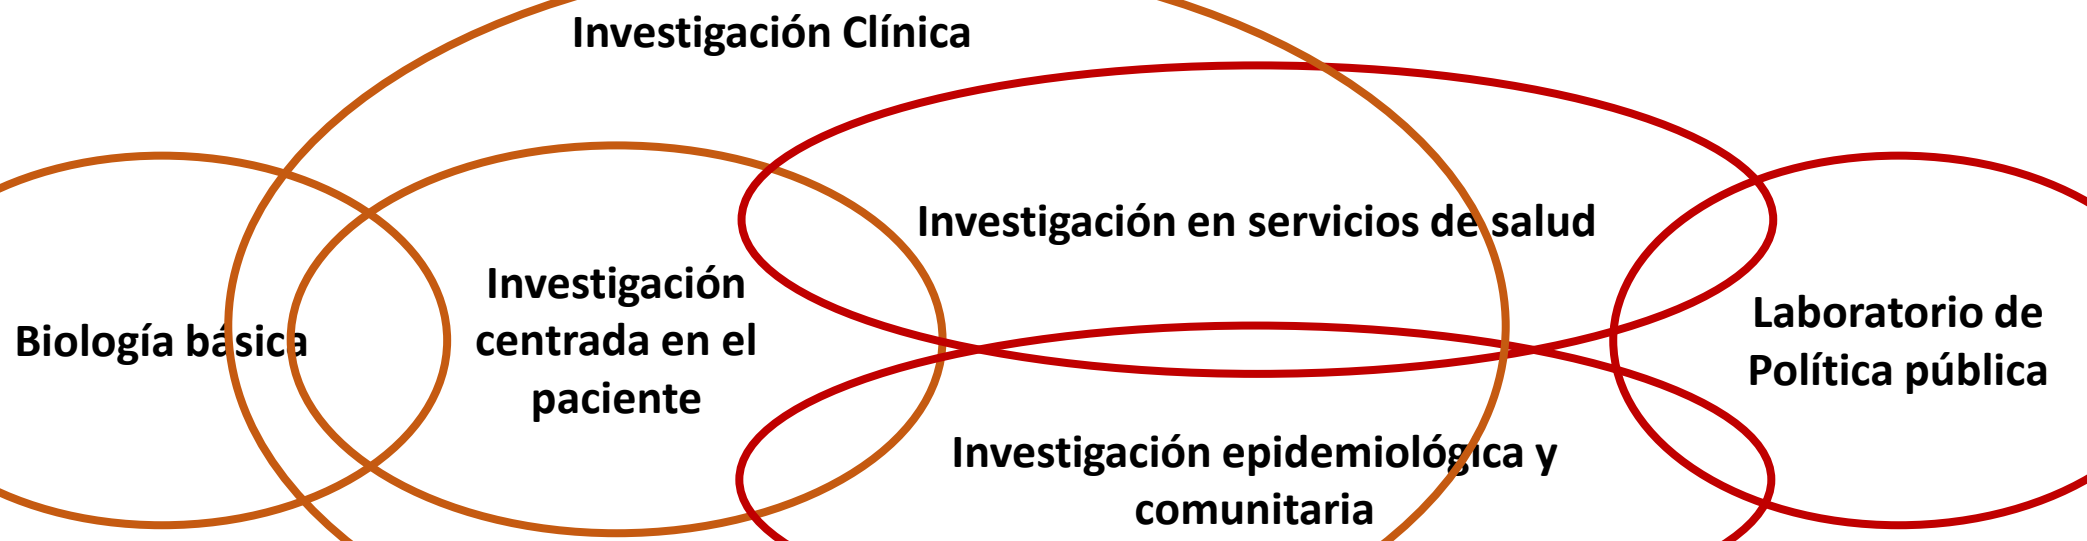 Investigación Clínica
Investigación en servicios de salud
Biología básica
Investigación
centrada en el
paciente
Laboratorio de
Política pública
Investigación epidemiológica y
comunitaria